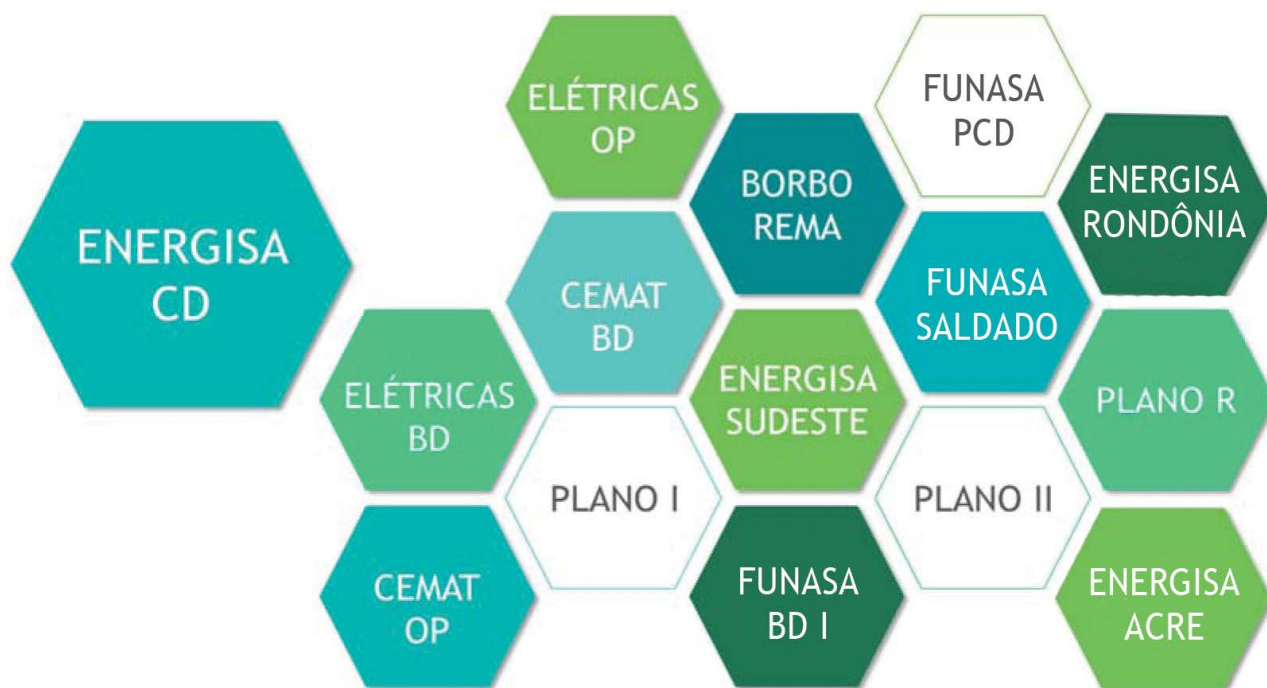 ENERGISA
CD
ELÉTRICAS
OP
FUNASA
PCD
BORBO
REMA
ENERGISA
RONDÔNIA
CEMAT
BD
FUNASA
SALDADO
ELÉTRICAS
BD
ENERGISA
SUDESTE
PLANO R
PLANO I
PLANO II
CEMAT
OP
FUNASA
BD I
ENERGISA
ACRE